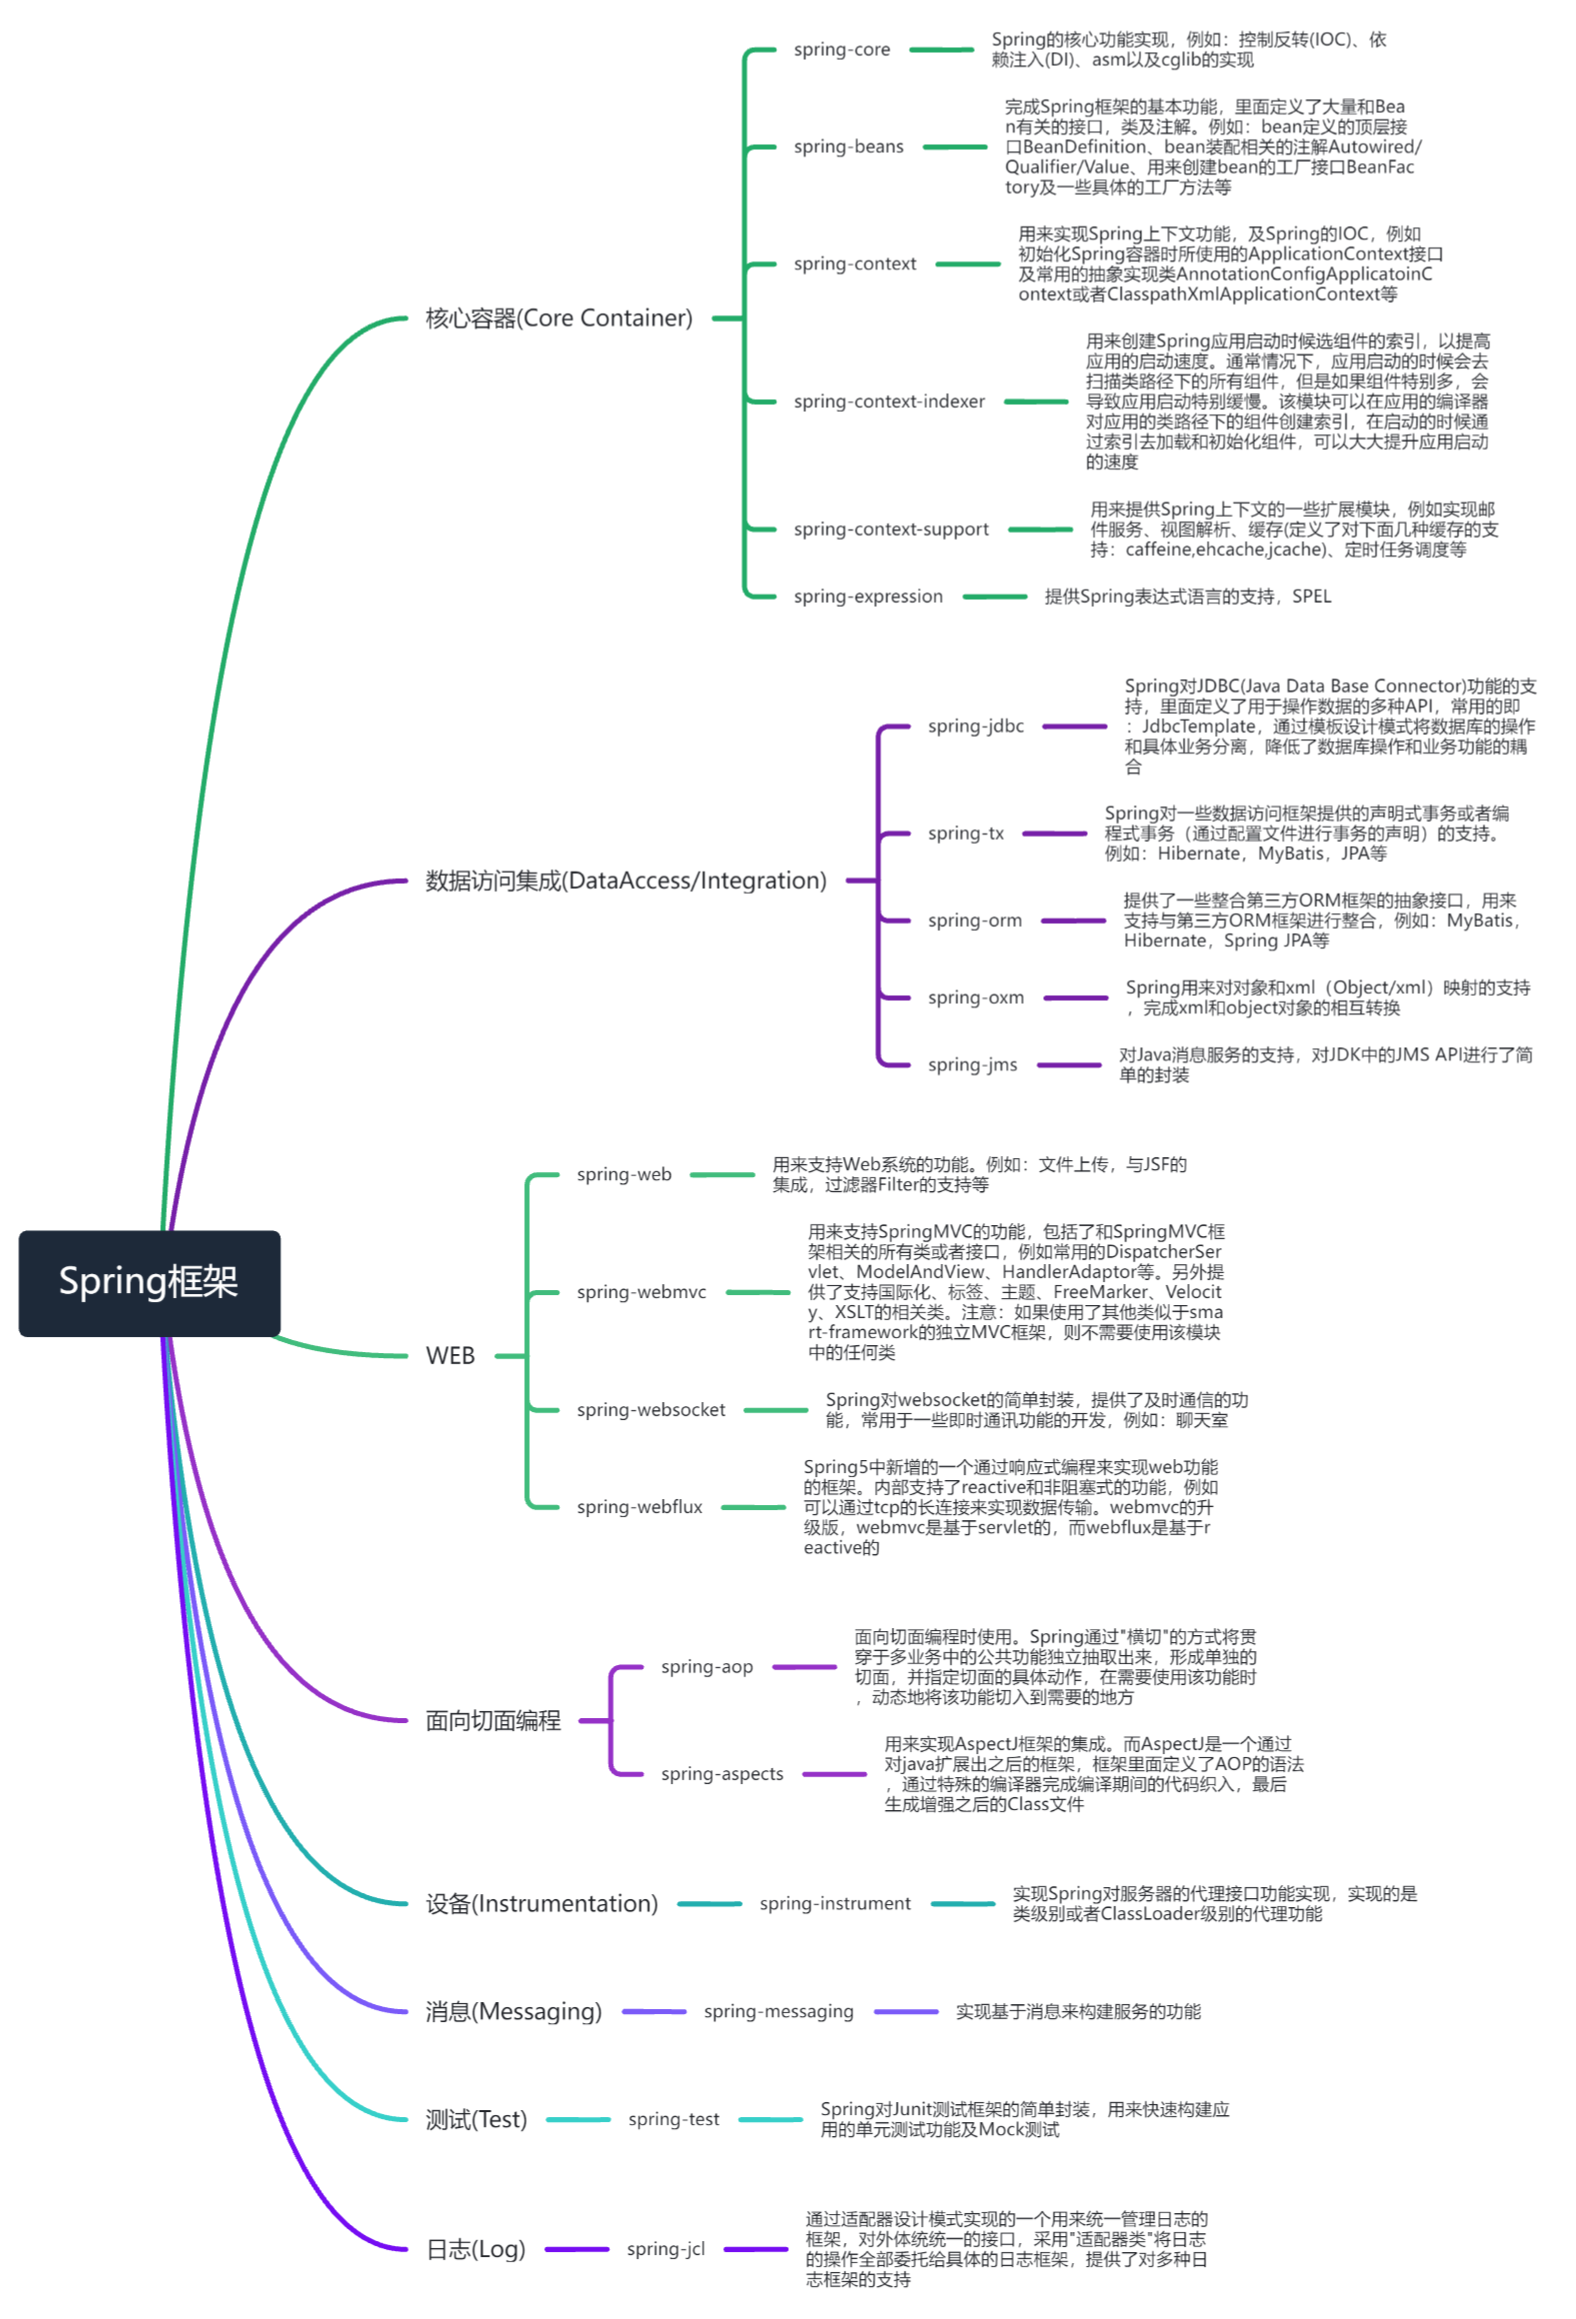 Spring框架
核心容器(Core Container)
spring-core
Spring的核心功能实现，例如：控制反转(IOC)、依
赖注入(DI)、asm以及cglib的实现
spring-beans
完成Spring框架的基本功能，里面定义了大量和Bea
n有关的接口，类及注解。例如：bean定义的顶层接
口BeanDefinition、bean装配相关的注解Autowired/
Qualifier/Value、用来创建bean的工厂接口BeanFac
tory及一些具体的工厂方法等
spring-context
用来实现Spring上下文功能，及Spring的IOC，例如
初始化Spring容器时所使用的ApplicationContext接口
及常用的抽象实现类AnnotationConfigApplicatoinC
ontext或者ClasspathXmlApplicationContext等
spring-context-indexer
用来创建Spring应用启动时候选组件的索引，以提高
应用的启动速度。通常情况下，应用启动的时候会去
扫描类路径下的所有组件，但是如果组件特别多，会
导致应用启动特别缓慢。该模块可以在应用的编译器
对应用的类路径下的组件创建索引，在启动的时候通
过索引去加载和初始化组件，可以大大提升应用启动
的速度
spring-context-support
用来提供Spring上下文的一些扩展模块，例如实现邮
件服务、视图解析、缓存(定义了对下面几种缓存的支
持：caffeine,ehcache,jcache)、定时任务调度等
spring-expression
提供Spring表达式语言的支持，SPEL
数据访问集成(DataAccess/Integration)
spring-jdbc
Spring对JDBC(Java Data Base Connector)功能的支
持，里面定义了用于操作数据的多种API，常用的即
：JdbcTemplate，通过模板设计模式将数据库的操作
和具体业务分离，降低了数据库操作和业务功能的耦
合
spring-tx
Spring对一些数据访问框架提供的声明式事务或者编
程式事务（通过配置文件进行事务的声明）的支持。
例如：Hibernate，MyBatis，JPA等
spring-orm
提供了一些整合第三方ORM框架的抽象接口，用来
支持与第三方ORM框架进行整合，例如：MyBatis，
Hibernate，Spring JPA等
spring-oxm
Spring用来对对象和xml（Object/xml）映射的支持
，完成xml和object对象的相互转换
spring-jms
对Java消息服务的支持，对JDK中的JMS API进行了简
单的封装
WEB
spring-web
用来支持Web系统的功能。例如：文件上传，与JSF的
集成，过滤器Filter的支持等
spring-webmvc
用来支持SpringMVC的功能，包括了和SpringMVC框
架相关的所有类或者接口，例如常用的DispatcherSer
vlet、ModelAndView、HandlerAdaptor等。另外提
供了支持国际化、标签、主题、FreeMarker、Velocit
y、XSLT的相关类。注意：如果使用了其他类似于sma
rt-framework的独立MVC框架，则不需要使用该模块
中的任何类
spring-websocket
Spring对websocket的简单封装，提供了及时通信的功
能，常用于一些即时通讯功能的开发，例如：聊天室
spring-webflux
Spring5中新增的一个通过响应式编程来实现web功能
的框架。内部支持了reactive和非阻塞式的功能，例如
可以通过tcp的长连接来实现数据传输。webmvc的升
级版，webmvc是基于servlet的，而webflux是基于r
eactive的
面向切面编程
spring-aop
面向切面编程时使用。Spring通过"横切"的方式将贯
穿于多业务中的公共功能独立抽取出来，形成单独的
切面，并指定切面的具体动作，在需要使用该功能时
，动态地将该功能切入到需要的地方
spring-aspects
用来实现AspectJ框架的集成。而AspectJ是一个通过
对java扩展出之后的框架，框架里面定义了AOP的语法
，通过特殊的编译器完成编译期间的代码织入，最后
生成增强之后的Class文件
设备(Instrumentation)
spring-instrument
实现Spring对服务器的代理接口功能实现，实现的是
类级别或者ClassLoader级别的代理功能
消息(Messaging)
spring-messaging
实现基于消息来构建服务的功能
测试(Test)
spring-test
Spring对Junit测试框架的简单封装，用来快速构建应
用的单元测试功能及Mock测试
日志(Log)
spring-jcl
通过适配器设计模式实现的一个用来统一管理日志的
框架，对外体统统一的接口，采用"适配器类"将日志
的操作全部委托给具体的日志框架，提供了对多种日
志框架的支持